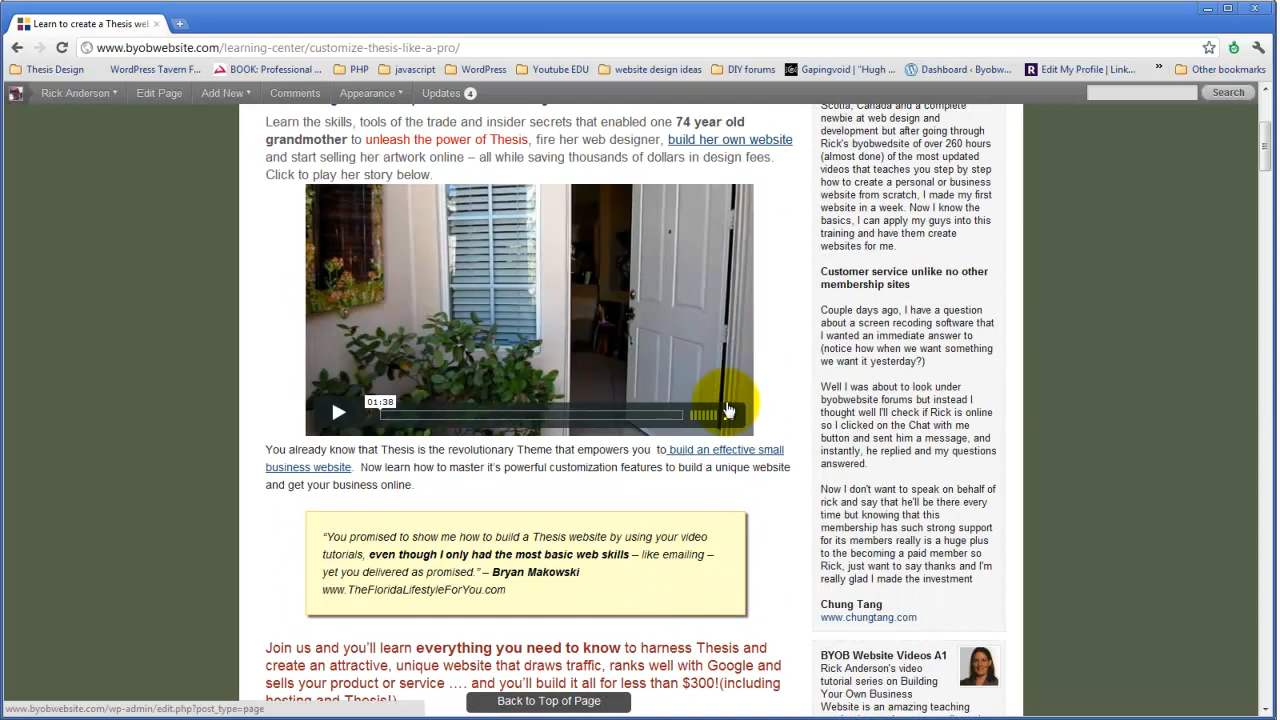 Learn to create a Thesis wel
www.byobwebsite.com/learning-center/customize-thesis-like-a-pro/
Thesis Design WordPress Tavern F... BOOK: Professional ... PHP javascript WordPress Youtube EDU website design ideas DIY forums Gapingvoid | "Hugh ... Dashboard ‹ Byobw... Edit My Profile | Link... » Other bookmarks
Rick Anderson Edit Page Add New Comments Appearance Updates 4 Search
Learn the skills, tools of the trade and insider secrets that enabled one 74 year old
grandmother to unleash the power of Thesis, fire her web designer, build her own website
and start selling her artwork online – all while saving thousands of dollars in design fees.
Click to play her story below.
01:38
You already know that Thesis is the revolutionary Theme that empowers you to build an effective small
business website. Now learn how to master it's powerful customization features to build a unique website
and get your business online.
"You promised to show me how to build a Thesis website by using your video
tutorials, even though I only had the most basic web skills – like emailing –
yet you delivered as promised." – Bryan Makowski
www.TheFloridaLifestyleForYou.com
Join us and you'll learn everything you need to know to harness Thesis and
create an attractive, unique website that draws traffic, ranks well with Google and
sells your product or service .... and you'll build it all for less than $300!(including
hosting and Thesis!)
Back to Top of Page
www.byobwebsite.com/wp-admin/edit.php?post_type=page
Scotia, Canada and a complete
newbie at web design and
development but after going through
Rick's byobwedsite of over 260 hours
(almost done) of the most updated
videos that teaches you step by step
how to create a personal or business
website from scratch, I made my first
website in a week. Now I know the
basics, I can apply my guys into this
training and have them create
websites for me.
Customer service unlike no other
membership sites
Couple days ago, I have a question
about a screen recoding software that
I wanted an immediate answer to
(notice how when we want something
we want it yesterday?)
Well I was about to look under
byobwebsite forums but instead I
thought well I'll check if Rick is online
so I clicked on the Chat with me
button and sent him a message, and
instantly, he replied and my questions
answered.
Now I don't want to speak on behalf of
rick and say that he'll be there every
time but knowing that this
membership has such strong support
for its members really is a huge plus
to the becoming a paid member so
Rick, just want to say thanks and I'm
really glad I made the investment
Chung Tang
www.chungtang.com
BYOB Website Videos A1
Rick Anderson's video
tutorial series on Building
Your Own Business
Website is an amazing teaching